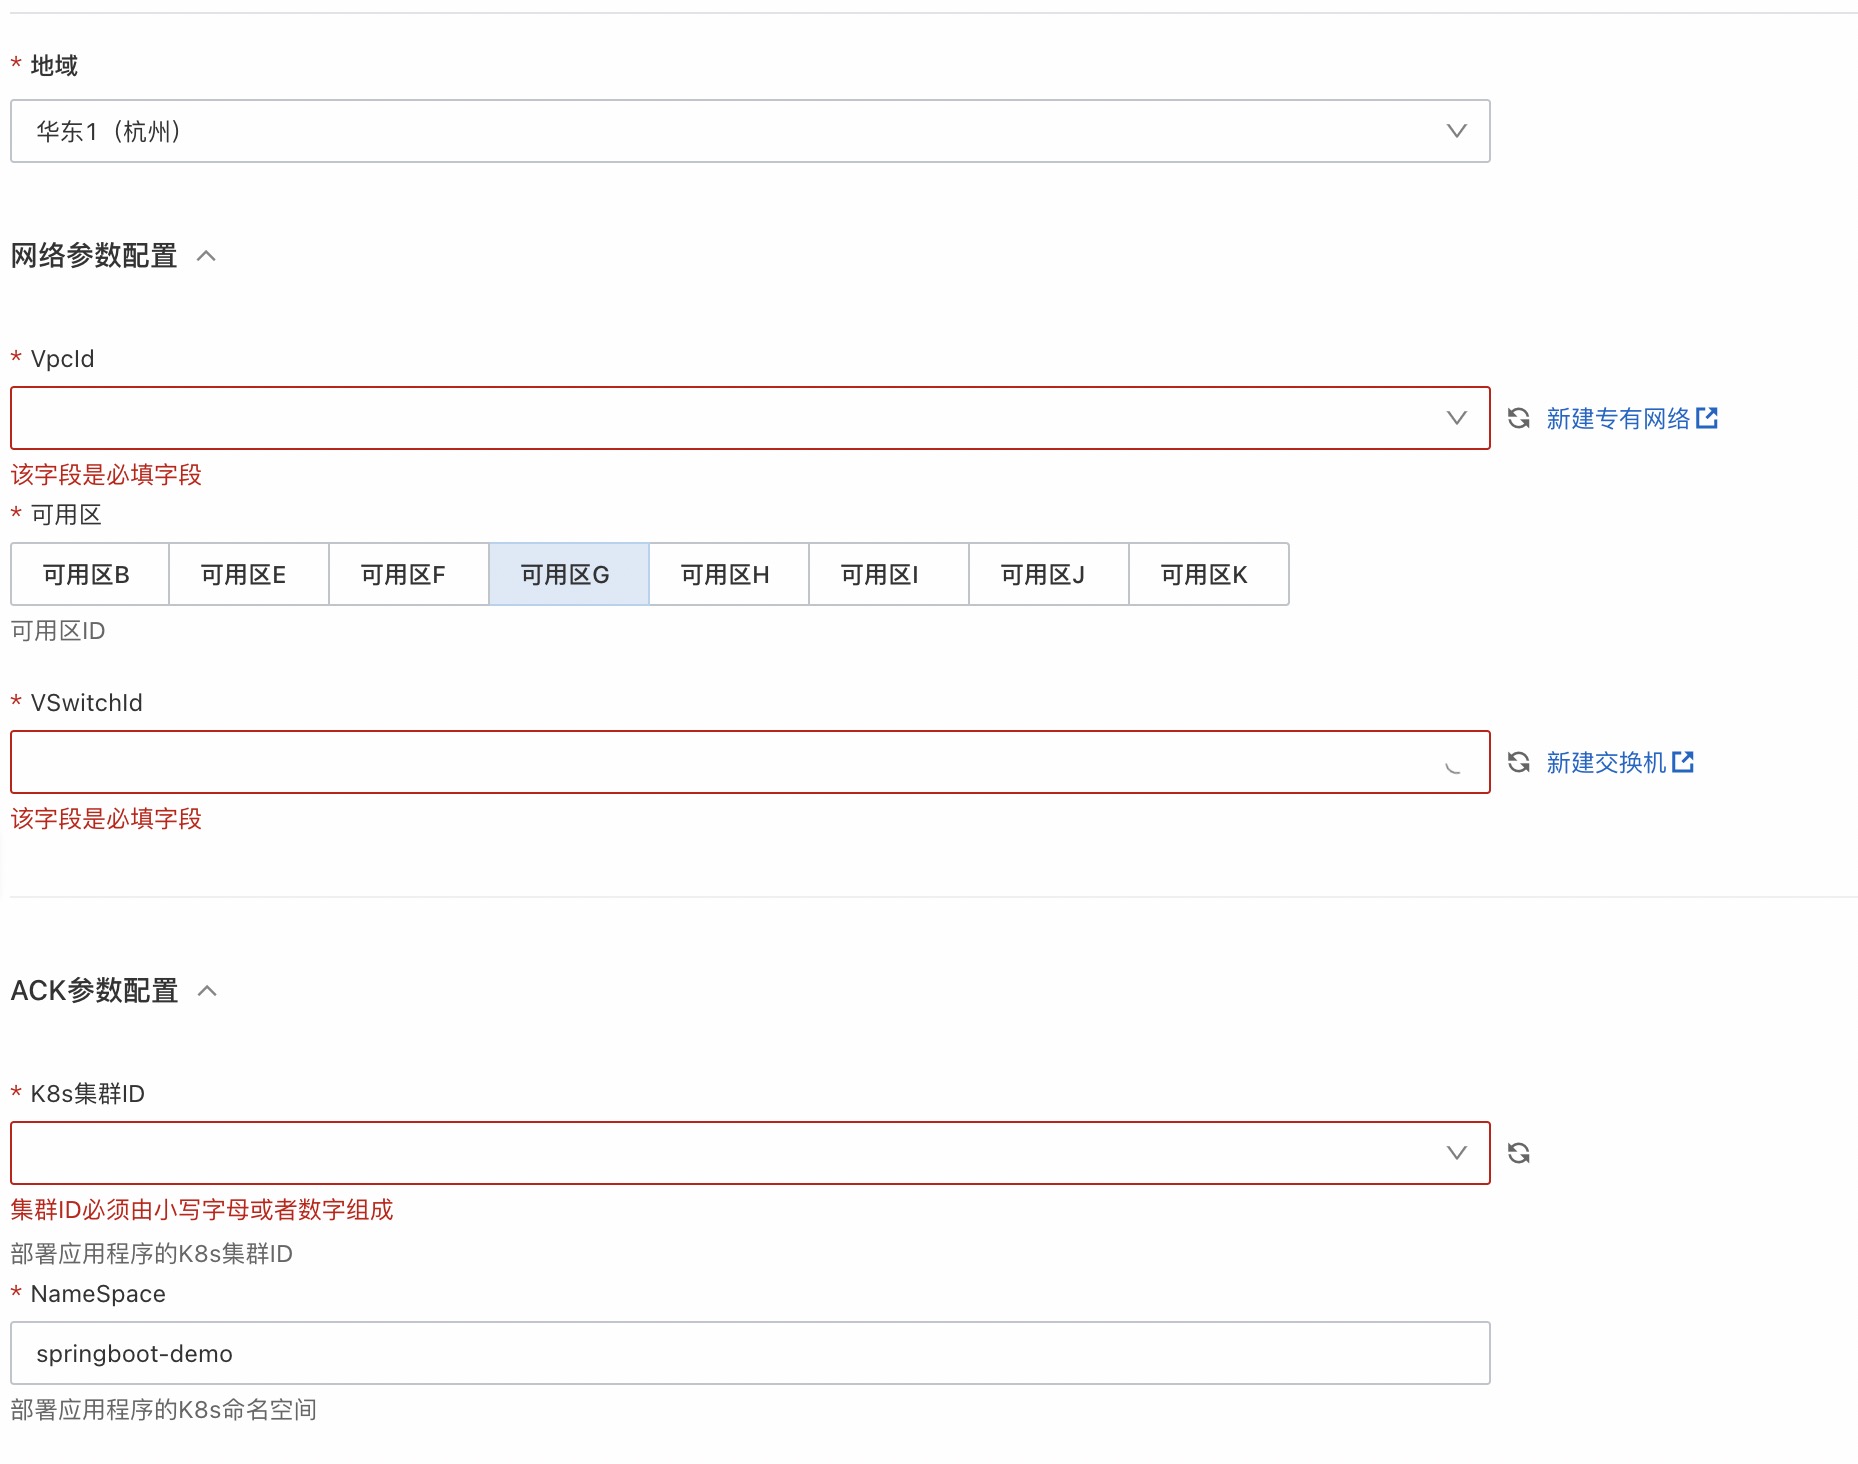 * 地域
华东1（杭州）
网络参数配置
* VpcId
新建专有网络
该字段是必填字段
* 可用区
可用区B 可用区E 可用区F 可用区G 可用区H 可用区I 可用区J 可用区K
可用区ID
* VSwitchId
新建交换机
该字段是必填字段
ACK参数配置
* K8s集群ID
集群ID必须由小写字母或者数字组成
部署应用程序的K8s集群ID
* NameSpace
springboot-demo
部署应用程序的K8s命名空间